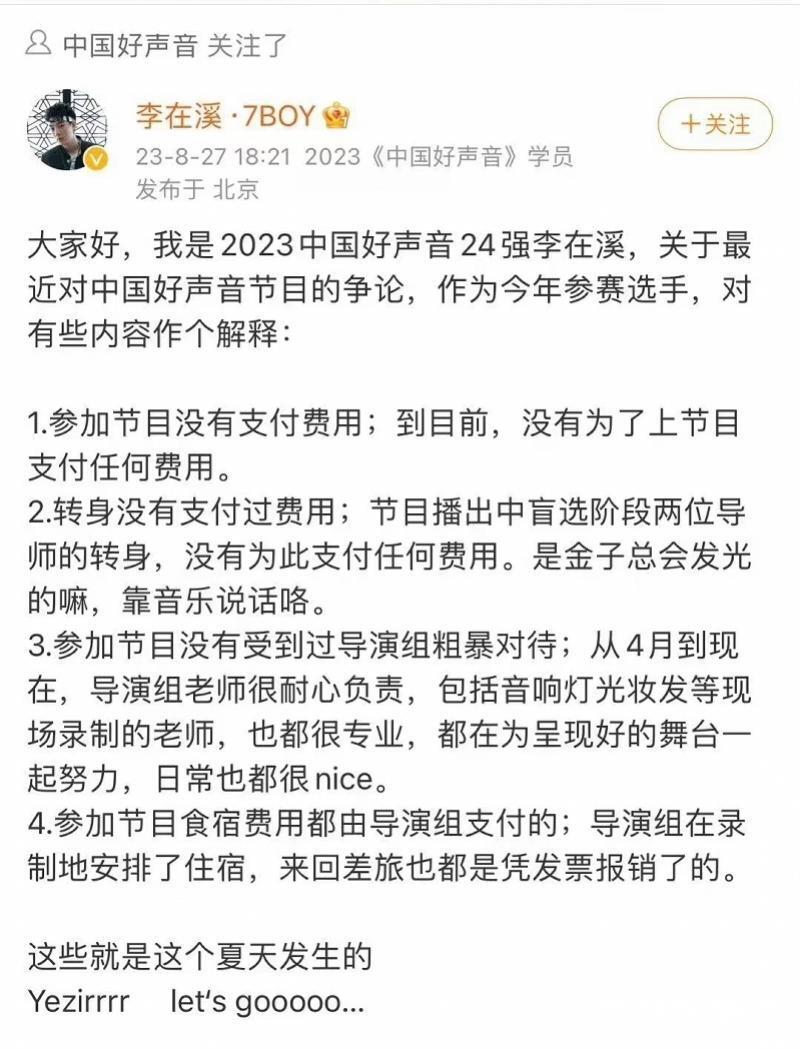 中国好声音 关注了
李在溪·7BOY
23-8-27 18:21 2023《中国好声音》学员
发布于 北京
+关注
大家好，我是2023中国好声音24强李在溪，关于最
近对中国好声音节目的争论，作为今年参赛选手，对
有些内容作个解释：
1.参加节目没有支付费用；到目前，没有为了上节目
支付任何费用。
2.转身没有支付过费用；节目播出中盲选阶段两位导
师的转身，没有为此支付任何费用。是金子总会发光
的嘛，靠音乐说话咯。
3.参加节目没有受到过导演组粗暴对待；从4月到现
在，导演组老师很耐心负责，包括音响灯光妆发等现
场录制的老师，也都很专业，都在为呈现好的舞台一
起努力，日常也都很nice。
4.参加节目食宿费用都由导演组支付的；导演组在录
制地安排了住宿，来回差旅也都是凭发票报销了的。
这些就是这个夏天发生的
Yezirrrr let‘s gooooo...